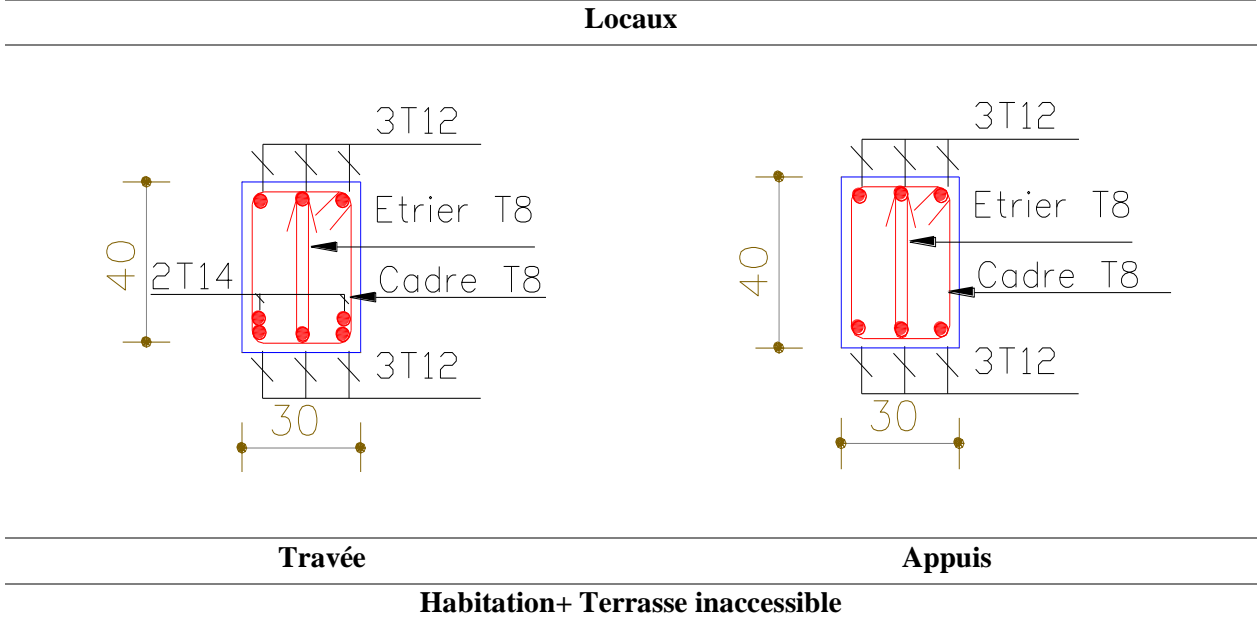 Locaux
3T12
Etrier T8
2T14
Cadre T8
3T12
40
30
3T12
Etrier T8
Cadre T8
3T12
40
30
Travée Appuis
Habitation+ Terrasse inaccessible